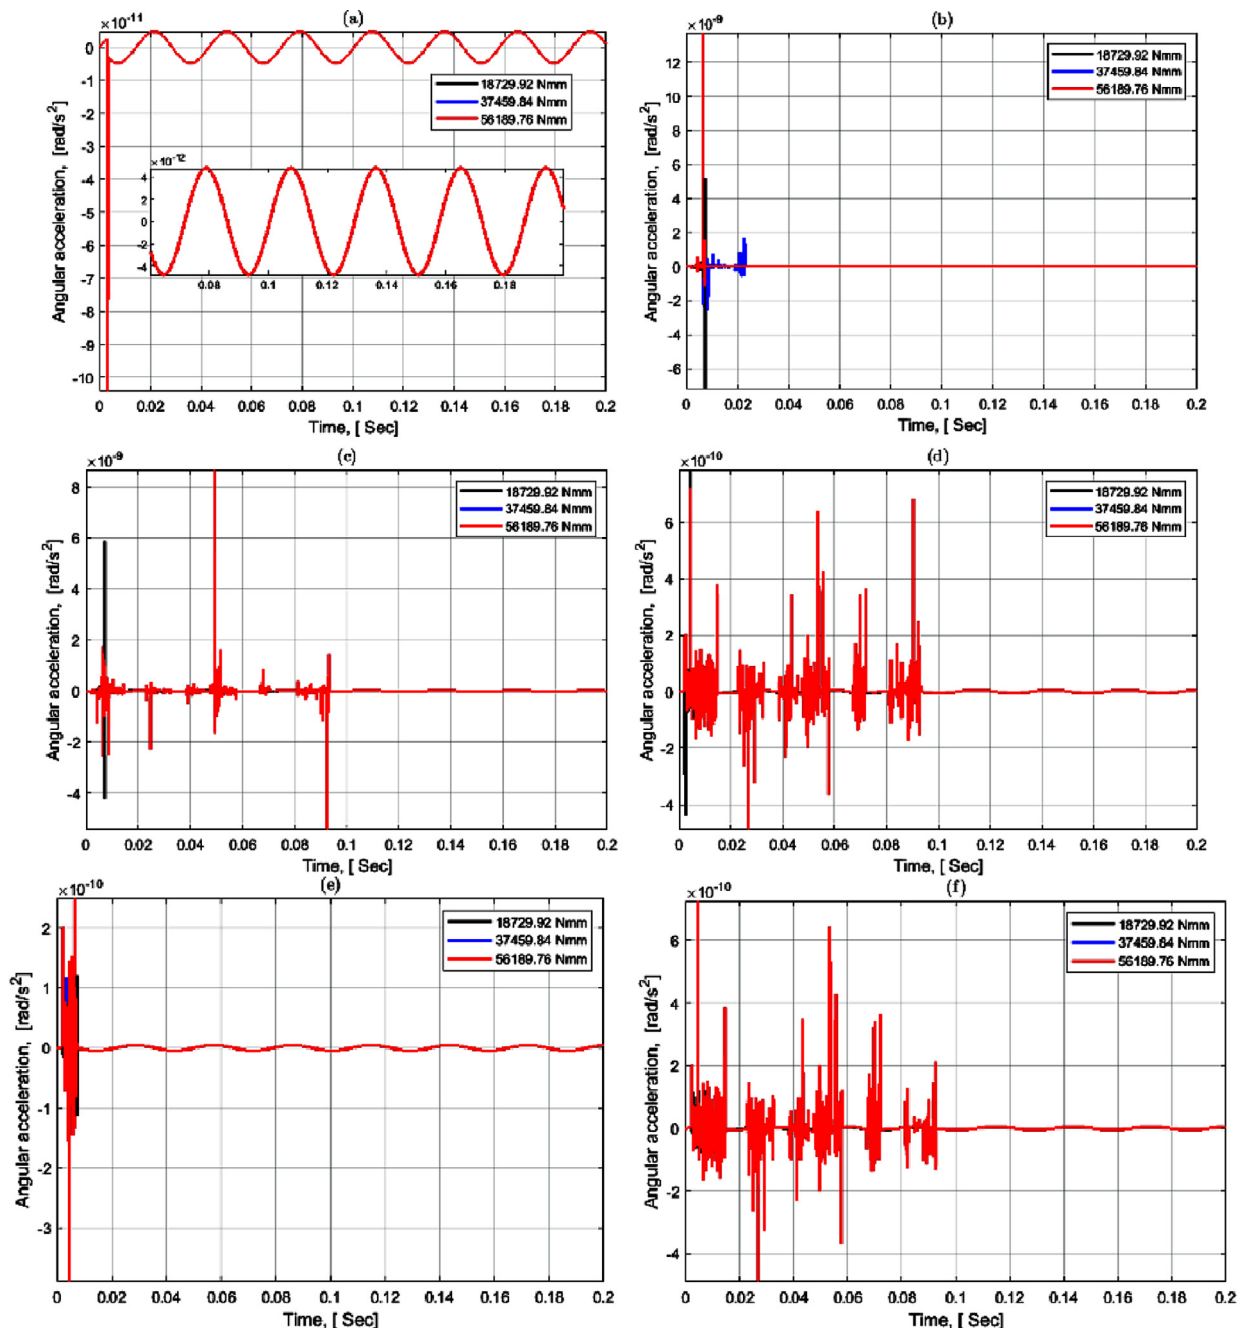 (a)
×10⁻¹¹
0
-1
-2
-3
-4
-5
-6
-7
-8
-9
-10
Angular acceleration, [rad/s²]
18729.92 Nmm
37459.84 Nmm
56189.76 Nmm
×10⁻¹²
4
2
0
-2
-4
0.08 0.1 0.12 0.14 0.16 0.18
0 0.02 0.04 0.06 0.08 0.1 0.12 0.14 0.16 0.18 0.2
Time, [ Sec]
(b)
×10⁻⁹
12
9
6
4
2
0
-2
-4
-6
Angular acceleration, [rad/s²]
18729.92 Nmm
37459.84 Nmm
56189.76 Nmm
0 0.02 0.04 0.06 0.08 0.1 0.12 0.14 0.16 0.18 0.2
Time, [ Sec]
(c)
×10⁻⁹
8
6
4
2
0
-2
-4
Angular acceleration, [rad/s²]
18729.92 Nmm
37459.84 Nmm
56189.76 Nmm
0 0.02 0.04 0.06 0.08 0.1 0.12 0.14 0.16 0.18 0.2
Time, [ Sec]
(d)
×10⁻¹⁰
6
4
2
0
-2
-4
Angular acceleration, [rad/s²]
18729.92 Nmm
37459.84 Nmm
56189.76 Nmm
0 0.02 0.04 0.06 0.08 0.1 0.12 0.14 0.16 0.18 0.2
Time, [ Sec]
(e)
×10⁻¹⁰
2
1
0
-1
-2
-3
Angular acceleration, [rad/s²]
18729.92 Nmm
37459.84 Nmm
56189.76 Nmm
0 0.02 0.04 0.06 0.08 0.1 0.12 0.14 0.16 0.18 0.2
Time, [ Sec]
(f)
×10⁻¹⁰
6
4
2
0
-2
-4
Angular acceleration, [rad/s²]
18729.92 Nmm
37459.84 Nmm
56189.76 Nmm
0 0.02 0.04 0.06 0.08 0.1 0.12 0.14 0.16 0.18 0.2
Time, [ Sec]